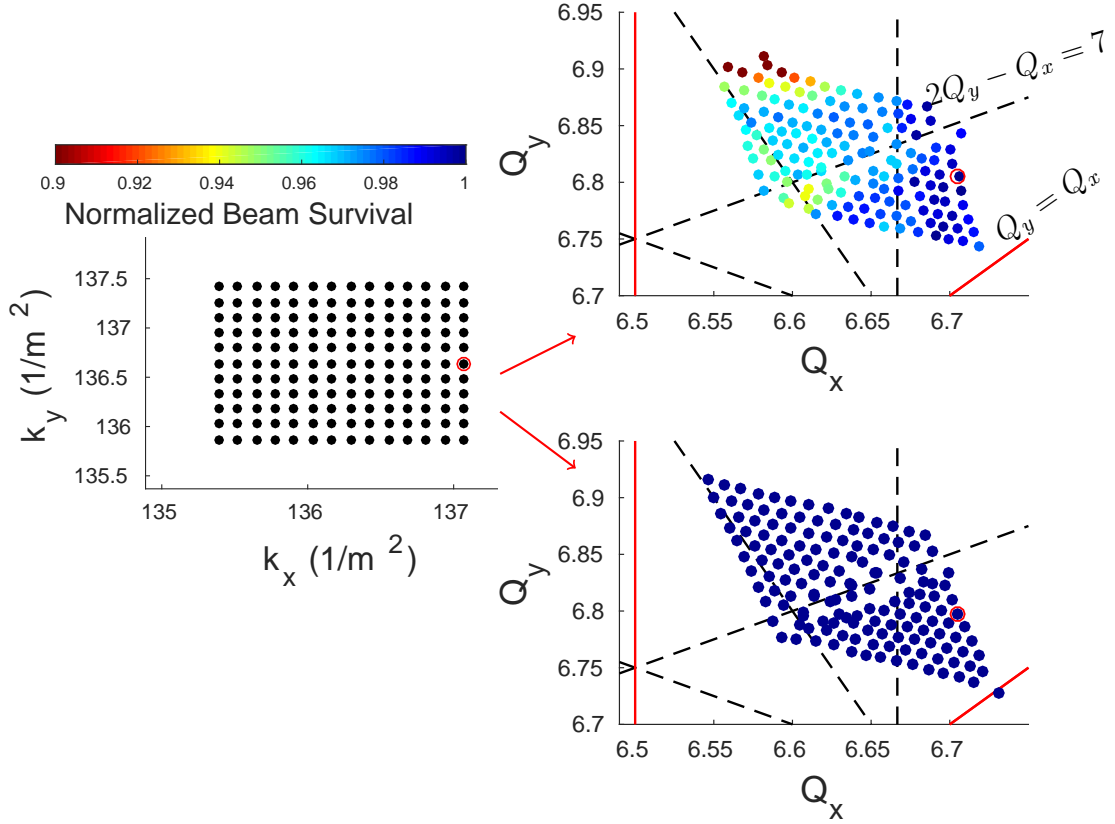 6.95
6.9
6.85
6.8
6.75
6.7
Q_y
6.5 6.55 6.6 6.65 6.7
Q_x
2Q_y − Q_x = 7
Q_y = Q_x
0.9 0.92 0.94 0.96 0.98 1
Normalized Beam Survival
137.5
137
136.5
136
135.5
k_y (1/m ^2)
135 136 137
k_x (1/m ^2)
6.95
6.9
6.85
6.8
6.75
6.7
Q_y
6.5 6.55 6.6 6.65 6.7
Q_x